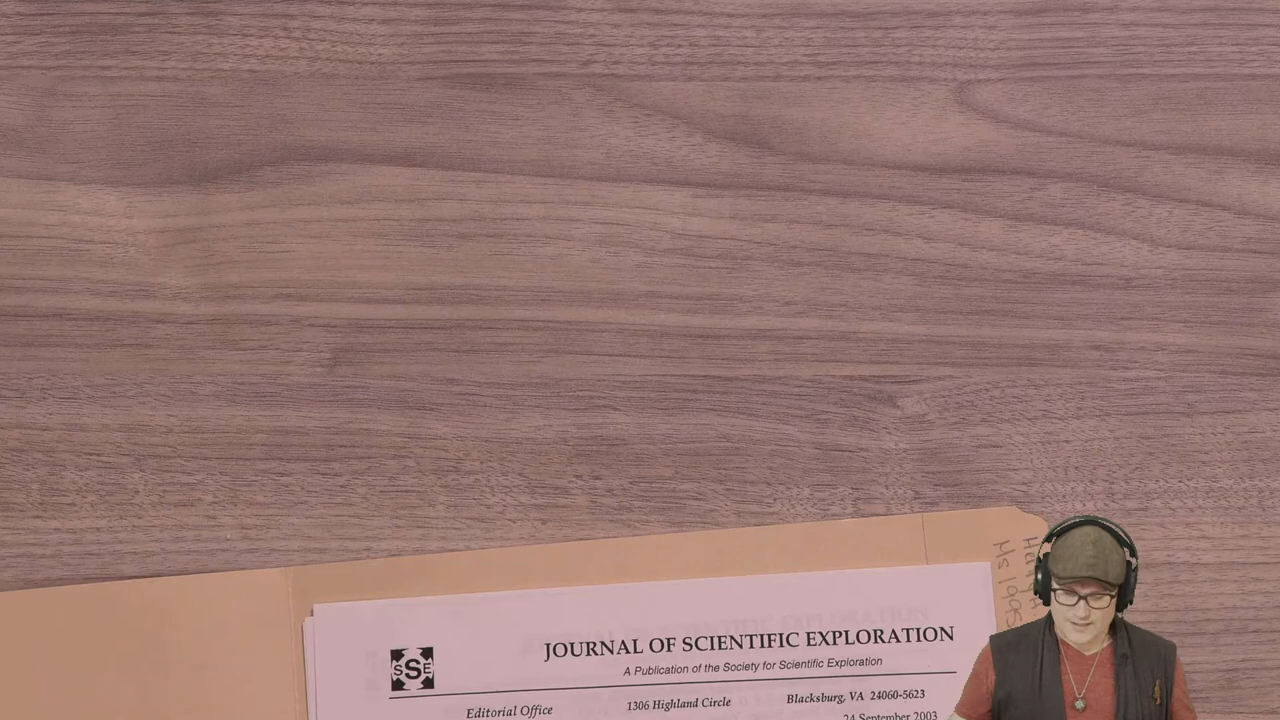 JOURNAL OF SCIENTIFIC EXPLORATION
SSE
A Publication of the Society for Scientific Exploration
Editorial Office
1306 Highland Circle
Blacksburg, VA 24060-5623
24 September 2003